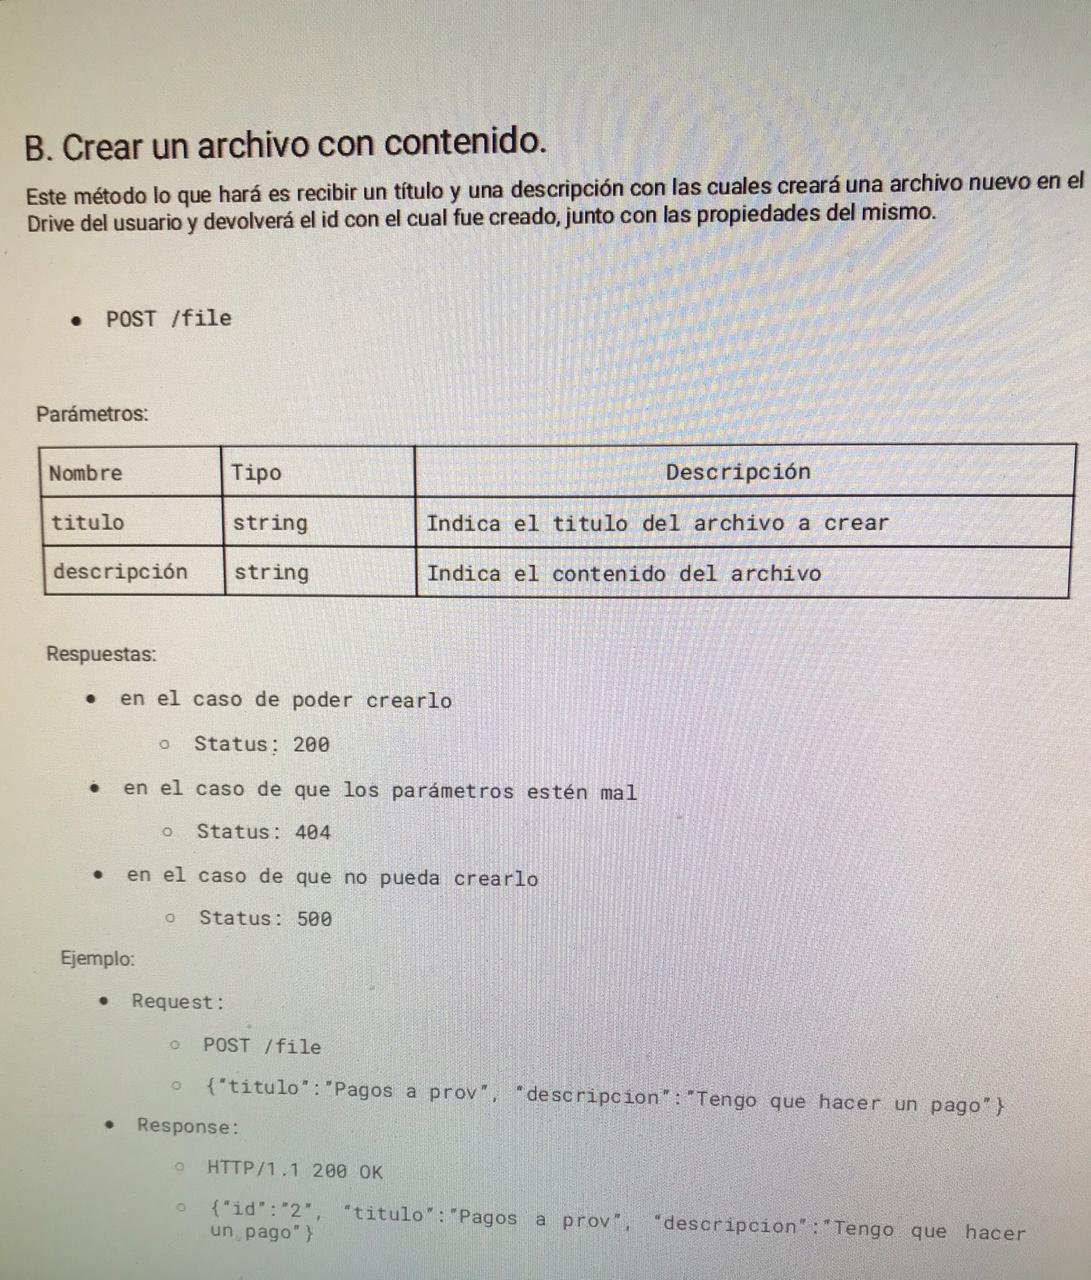 B. Crear un archivo con contenido.
Este método lo que hará es recibir un título y una descripción con las cuales creará una archivo nuevo en el
Drive del usuario y devolverá el id con el cual fue creado, junto con las propiedades del mismo.
● POST /file
Parámetros:
Nombre Tipo Descripción
titulo string Indica el titulo del archivo a crear
descripción string Indica el contenido del archivo
Respuestas:
● en el caso de poder crearlo
○ Status: 200
● en el caso de que los parámetros estén mal
○ Status: 404
● en el caso de que no pueda crearlo
○ Status: 500
Ejemplo:
● Request:
○ POST /file
○ {"titulo":"Pagos a prov", "descripcion":"Tengo que hacer un pago"}
● Response:
○ HTTP/1.1 200 OK
○ {"id":"2", "titulo":"Pagos a prov", "descripcion":"Tengo que hacer
un pago"}